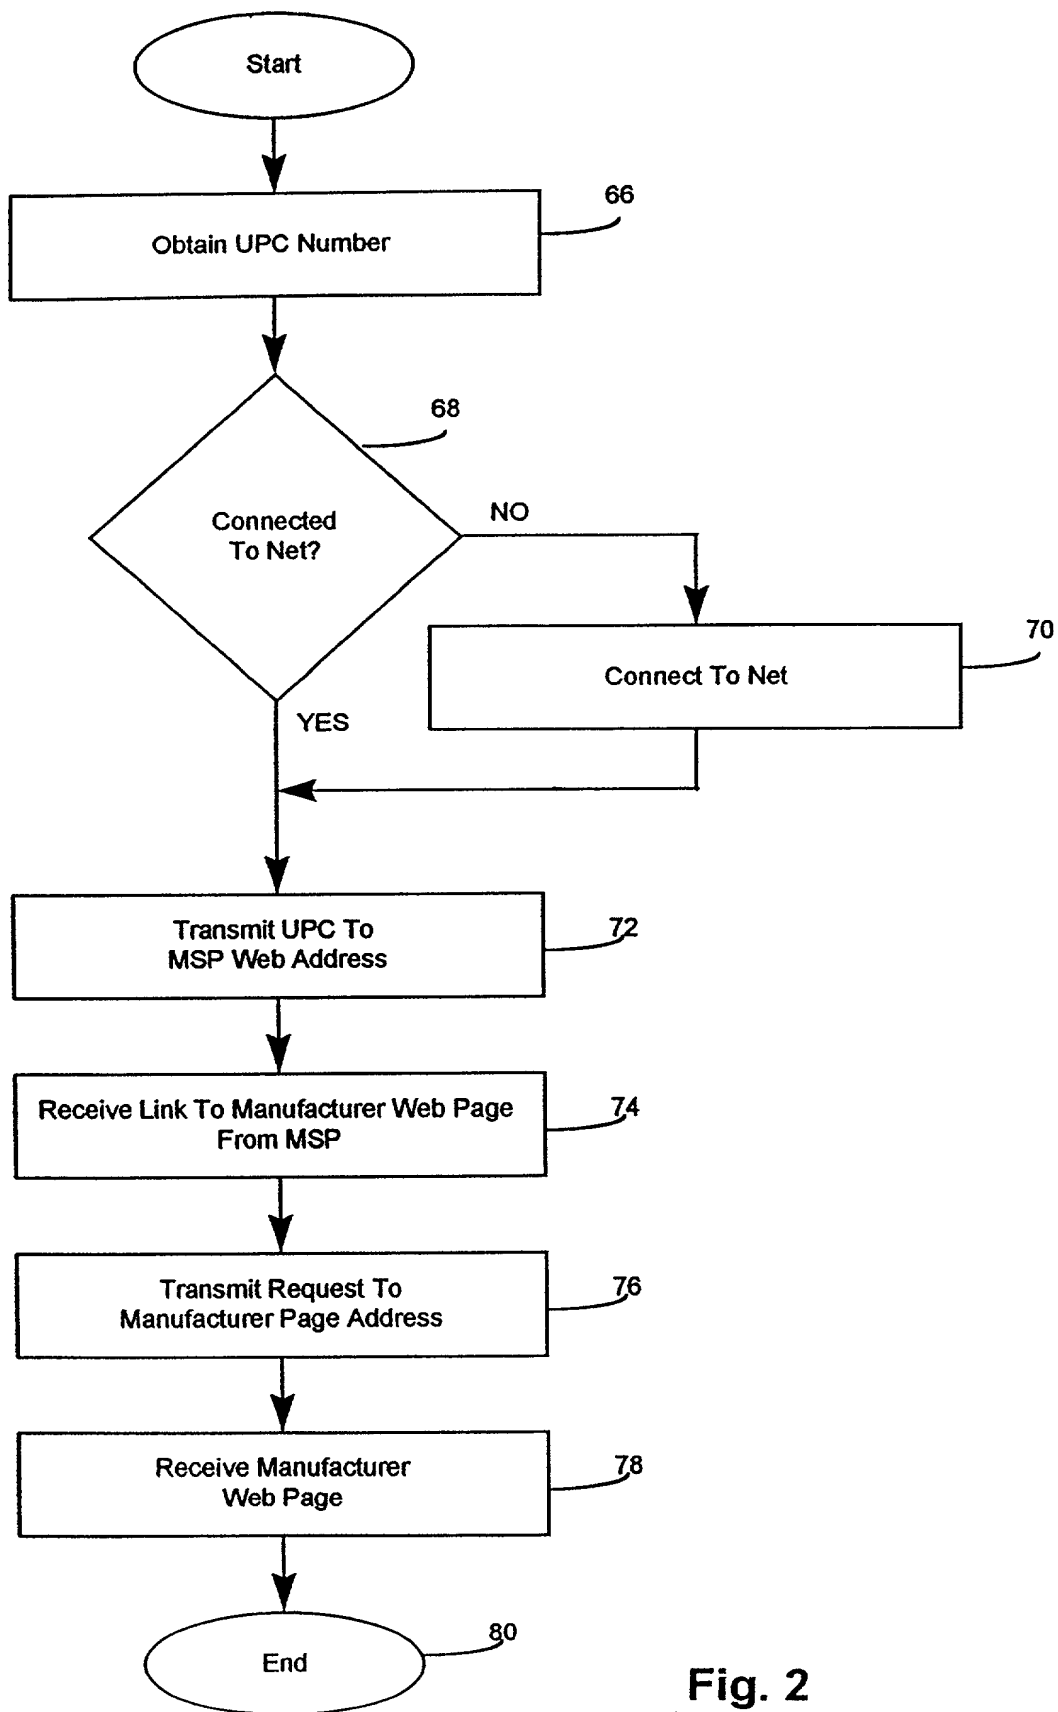 Start
66
Obtain UPC Number
68
Connected
To Net?
NO
70
Connect To Net
YES
72
Transmit UPC To
MSP Web Address
74
Receive Link To Manufacturer Web Page
From MSP
76
Transmit Request To
Manufacturer Page Address
78
Receive Manufacturer
Web Page
80
End
Fig. 2